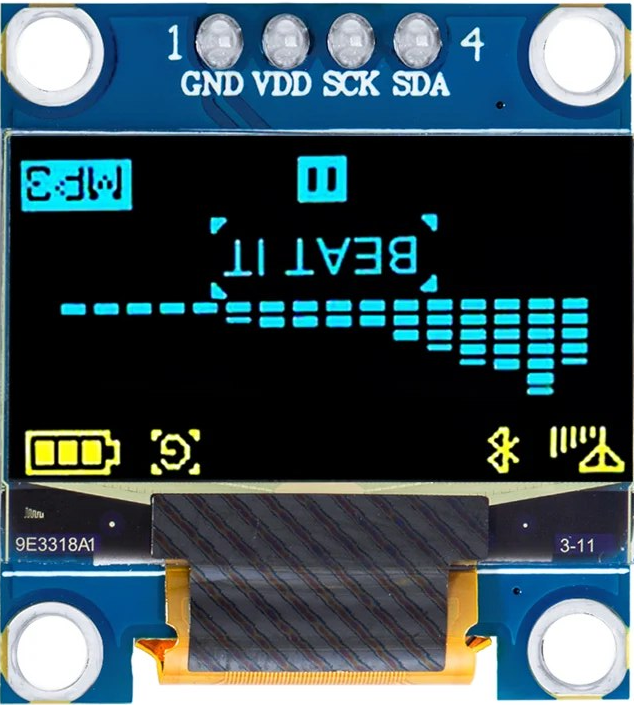 1 4
GND VDD SCK SDA
MP3
BEAT IT
9E3318A1 3-11